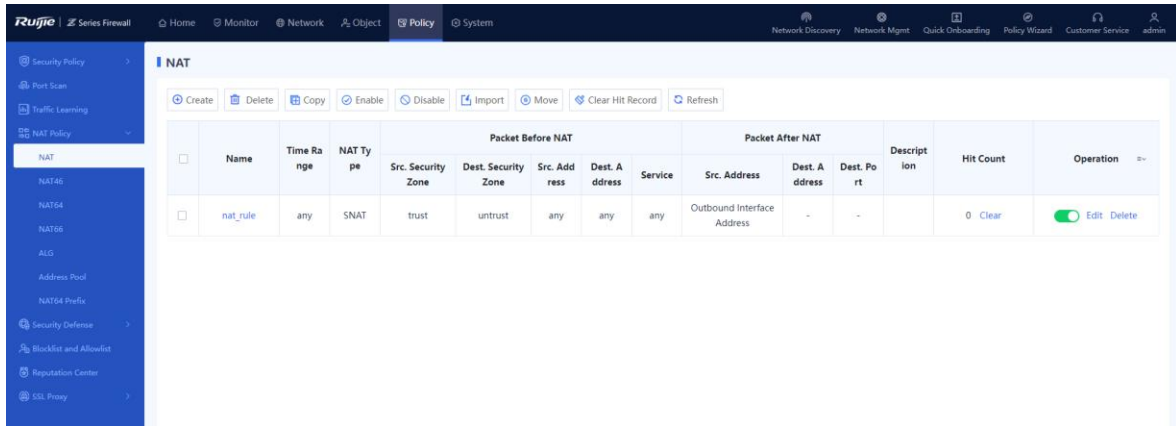 Ruijie | Z Series Firewall
Home Monitor Network Object Policy System
Network Discovery Network Mgmt Quick Onboarding Policy Wizard Customer Service admin
Security Policy
Port Scan
Traffic Learning
NAT Policy
NAT
NAT46
NAT64
NAT66
ALG
Address Pool
NAT64 Prefix
Security Defense
Blocklist and Allowlist
Reputation Center
SSL Proxy
NAT
Create Delete Copy Enable Disable Import Move Clear Hit Record Refresh
Name
Time Ra
nge
NAT Ty
pe
Packet Before NAT
Src. Security
Zone
Dest. Security
Zone
Src. Add
ress
Dest. A
ddress
Service
Packet After NAT
Src. Address
Dest. A
ddress
Dest. Po
rt
Descript
ion
Hit Count
Operation
nat_rule any SNAT trust untrust any any any
Outbound Interface
Address
- - 0 Clear Edit Delete